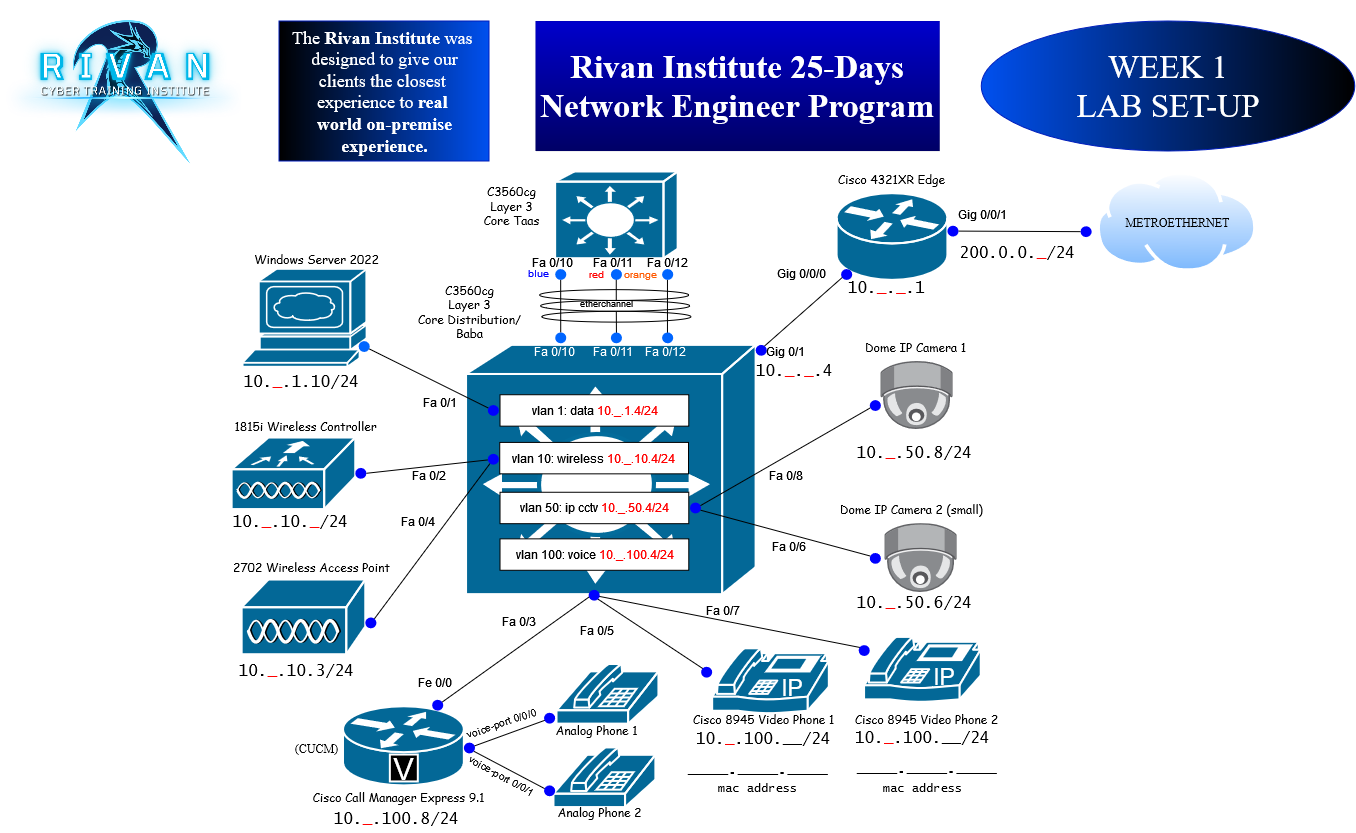 RIVAN
CYBER TRAINING INSTITUTE
The Rivan Institute was
designed to give our
clients the closest
experience to real
world on-premise
experience.
Rivan Institute 25-Days
Network Engineer Program
WEEK 1
LAB SET-UP
C3560cg
Layer 3
Core Taas
Fa 0/10
Fa 0/11
Fa 0/12
blue
red
orange
etherchannel
C3560cg
Layer 3
Core Distribution/
Baba
Fa 0/10
Fa 0/11
Fa 0/12
Cisco 4321XR Edge
Gig 0/0/1
METROETHERNET
200.0.0._/24
Gig 0/0/0
10._._.1
Gig 0/1
10._._.4
Windows Server 2022
10._.1.10/24
Fa 0/1
1815i Wireless Controller
Fa 0/2
10._.10._/24
Fa 0/4
2702 Wireless Access Point
10._.10.3/24
vlan 1: data 10._.1.4/24
vlan 10: wireless 10._.10.4/24
vlan 50: ip cctv 10._.50.4/24
vlan 100: voice 10._.100.4/24
Dome IP Camera 1
10._.50.8/24
Fa 0/8
Dome IP Camera 2 (small)
Fa 0/6
10._.50.6/24
Fa 0/3
Fa 0/5
Fa 0/7
Fe 0/0
(CUCM)
V
Cisco Call Manager Express 9.1
10._.100.8/24
voice-port 0/0/0
voice-port 0/0/1
Analog Phone 1
Analog Phone 2
IP
Cisco 8945 Video Phone 1
10._.100.__/24
____.____.____
mac address
IP
Cisco 8945 Video Phone 2
10._.100.__/24
____.____.____
mac address